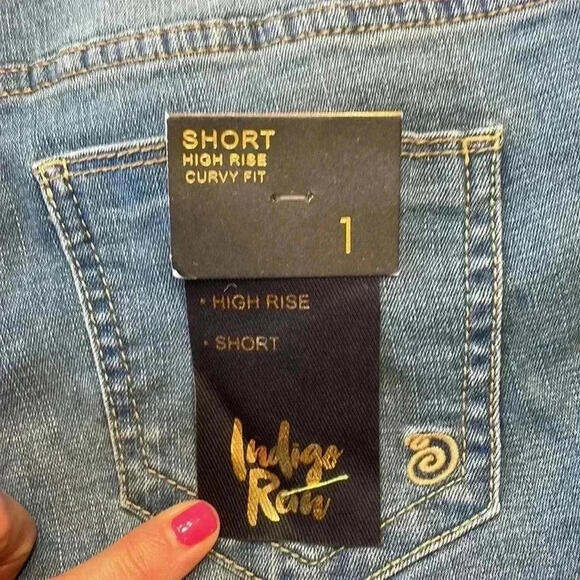 SHORT
HIGH RISE
CURVY FIT
1
• HIGH RISE
• SHORT
Indigo
Rein